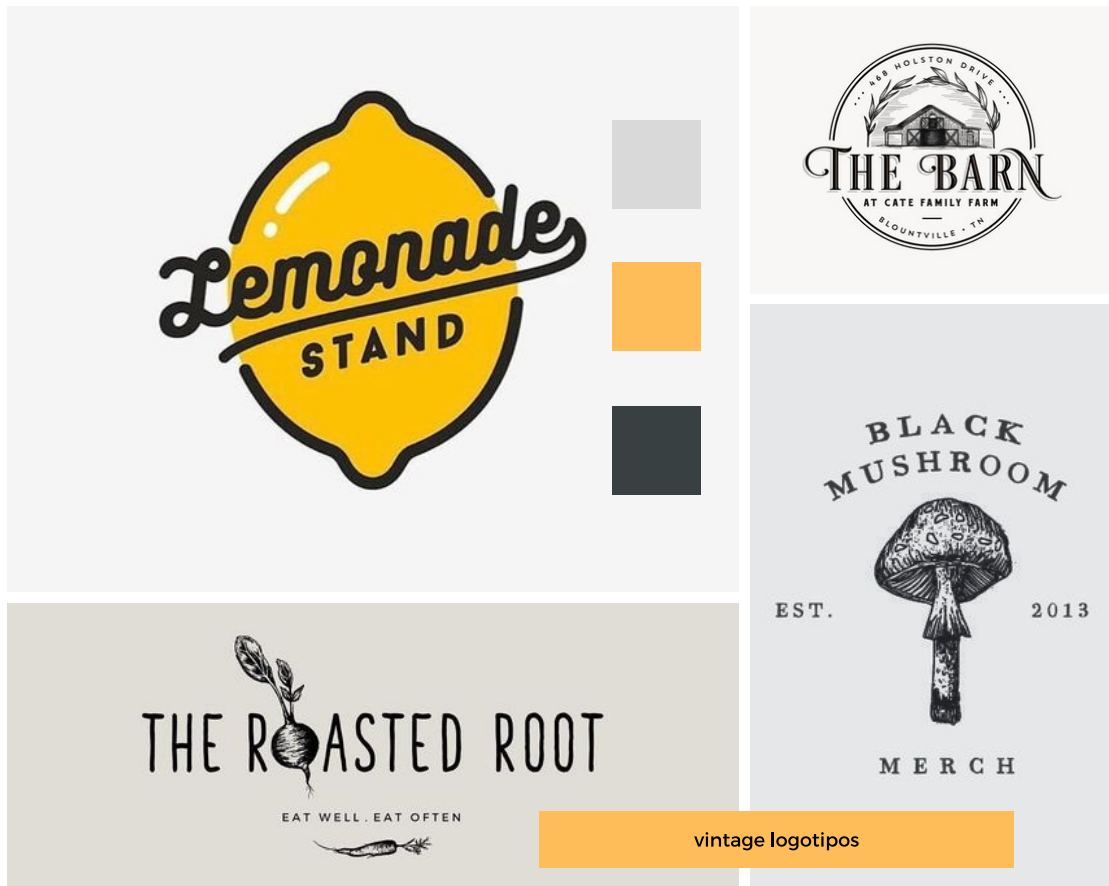 Lemonade
STAND
468 HOLSTON DRIVE
THE BARN
AT CATE FAMILY FARM
BLOUNTVILLE • TN
BLACK
MUSHROOM
EST. 2013
MERCH
THE ROASTED ROOT
EAT WELL . EAT OFTEN
vintage logotipos